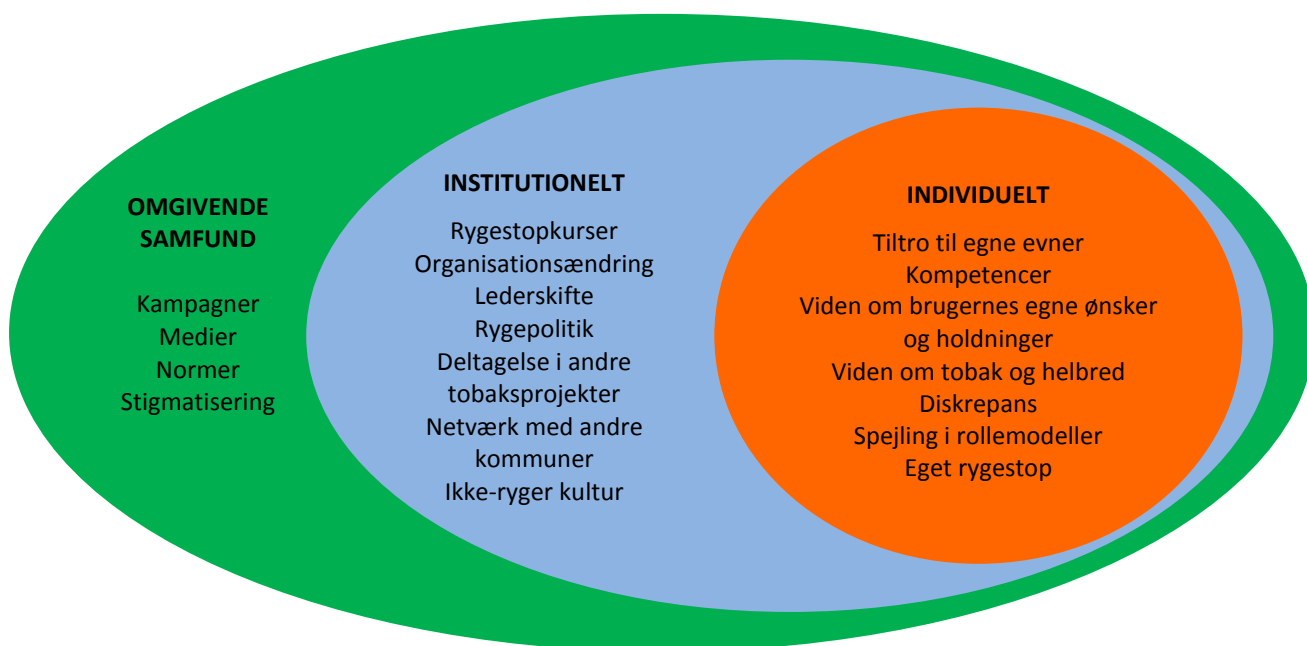 OMGIVENDE
SAMFUND
Kampagner
Medier
Normer
Stigmatisering
INSTITUTIONELT
Rygestopkurser
Organisationsændring
Lederskifte
Rygepolitik
Deltagelse i andre
tobaksprojekter
Netværk med andre
kommuner
Ikke-ryger kultur
INDIVIDUELT
Tiltro til egne evner
Kompetencer
Viden om brugernes egne ønsker
og holdninger
Viden om tobak og helbred
Diskrepans
Spejling i rollemodeller
Eget rygestop